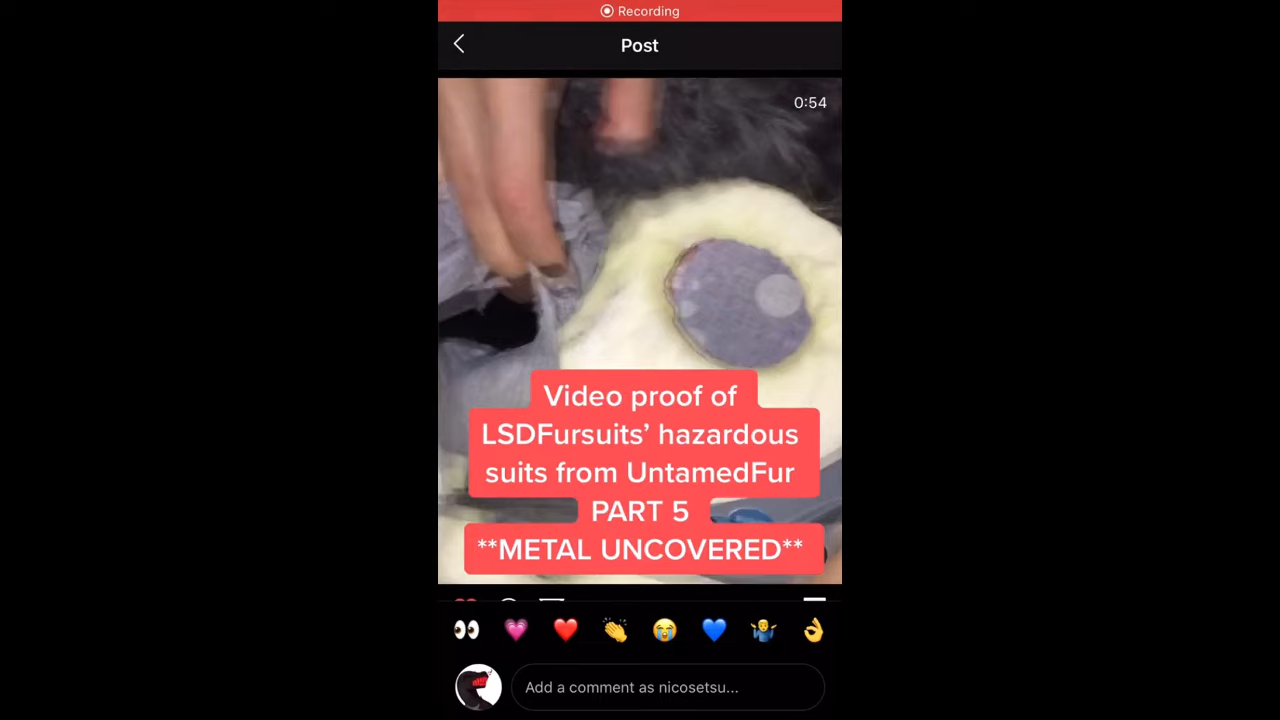 Recording
Post
0:54
Video proof of
LSDFursuits’ hazardous
suits from UntamedFur
PART 5
**METAL UNCOVERED**
Add a comment as nicosetsu...